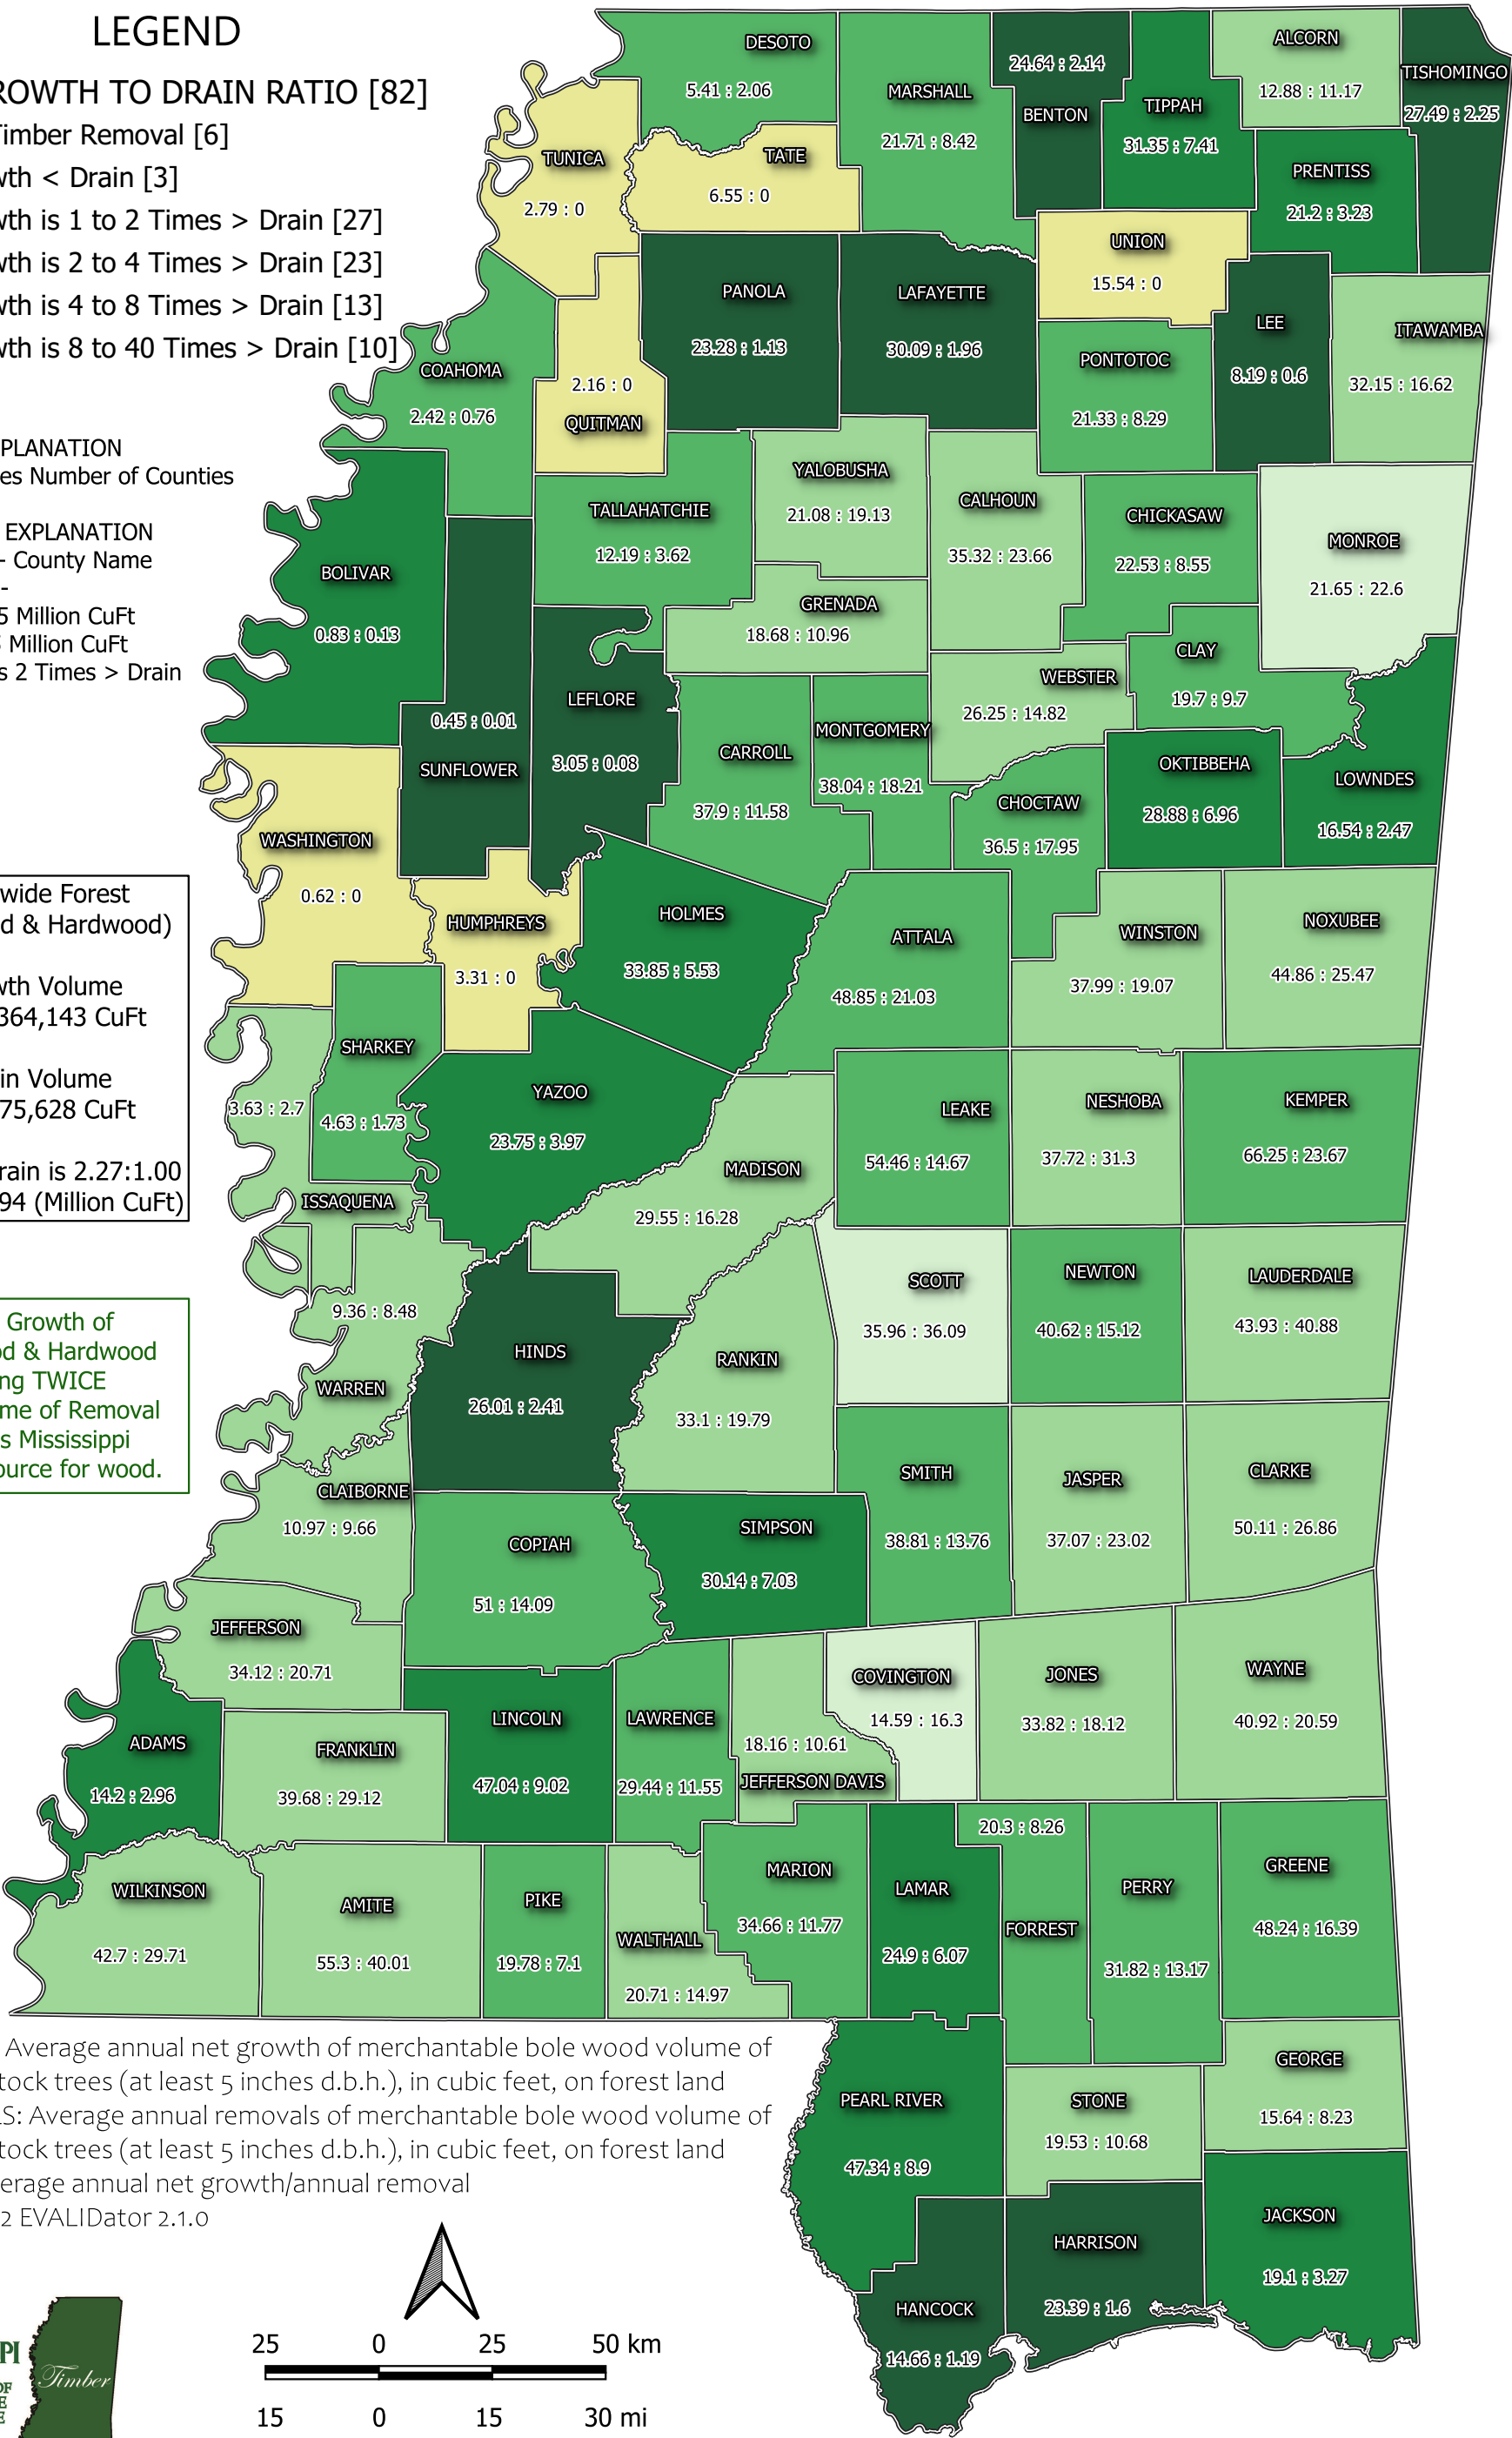 LEGEND
ROWTH TO DRAIN RATIO [82]
Timber Removal [6]
wth < Drain [3]
wth is 1 to 2 Times > Drain [27]
wth is 2 to 4 Times > Drain [23]
wth is 4 to 8 Times > Drain [13]
wth is 8 to 40 Times > Drain [10]
PLANATION
es Number of Counties
EXPLANATION
- County Name
-
5 Million CuFt
Million CuFt
s 2 Times > Drain
wide Forest
d & Hardwood)
wth Volume
364,143 CuFt
in Volume
75,628 CuFt
rain is 2.27:1.00
94 (Million CuFt)
Growth of
od & Hardwood
ng TWICE
me of Removal
s Mississippi
ource for wood.
DESOTO
5.41 : 2.06
MARSHALL
21.71 : 8.42
24.64 : 2.14
BENTON
TIPPAH
31.35 : 7.41
ALCORN
12.88 : 11.17
TISHOMINGO
27.49 : 2.25
PRENTISS
21.2 : 3.23
TUNICA
2.79 : 0
TATE
6.55 : 0
UNION
15.54 : 0
PANOLA
23.28 : 1.13
LAFAYETTE
30.09 : 1.96
LEE
8.19 : 0.6
ITAWAMBA
32.15 : 16.62
PONTOTOC
21.33 : 8.29
COAHOMA
2.42 : 0.76
2.16 : 0
QUITMAN
TALLAHATCHIE
12.19 : 3.62
YALOBUSHA
21.08 : 19.13
CALHOUN
35.32 : 23.66
CHICKASAW
22.53 : 8.55
MONROE
21.65 : 22.6
BOLIVAR
0.83 : 0.13
GRENADA
18.68 : 10.96
CLAY
19.7 : 9.7
WEBSTER
26.25 : 14.82
0.45 : 0.01
SUNFLOWER
LEFLORE
3.05 : 0.08
CARROLL
37.9 : 11.58
MONTGOMERY
38.04 : 18.21
CHOCTAW
36.5 : 17.95
OKTIBBEHA
28.88 : 6.96
LOWNDES
16.54 : 2.47
WASHINGTON
0.62 : 0
HUMPHREYS
3.31 : 0
HOLMES
33.85 : 5.53
ATTALA
48.85 : 21.03
WINSTON
37.99 : 19.07
NOXUBEE
44.86 : 25.47
SHARKEY
4.63 : 1.73
3.63 : 2.7
ISSAQUENA
YAZOO
23.75 : 3.97
MADISON
29.55 : 16.28
LEAKE
54.46 : 14.67
NESHOBA
37.72 : 31.3
KEMPER
66.25 : 23.67
9.36 : 8.48
WARREN
HINDS
26.01 : 2.41
RANKIN
33.1 : 19.79
SCOTT
35.96 : 36.09
NEWTON
40.62 : 15.12
LAUDERDALE
43.93 : 40.88
CLAIBORNE
10.97 : 9.66
COPIAH
51 : 14.09
SIMPSON
30.14 : 7.03
SMITH
38.81 : 13.76
JASPER
37.07 : 23.02
CLARKE
50.11 : 26.86
JEFFERSON
34.12 : 20.71
ADAMS
14.2 : 2.96
FRANKLIN
39.68 : 29.12
LINCOLN
47.04 : 9.02
LAWRENCE
29.44 : 11.55
18.16 : 10.61
JEFFERSON DAVIS
COVINGTON
14.59 : 16.3
JONES
33.82 : 18.12
WAYNE
40.92 : 20.59
WILKINSON
42.7 : 29.71
AMITE
55.3 : 40.01
PIKE
19.78 : 7.1
WALTHALL
20.71 : 14.97
MARION
34.66 : 11.77
LAMAR
24.9 : 6.07
20.3 : 8.26
FORREST
PERRY
31.82 : 13.17
GREENE
48.24 : 16.39
PEARL RIVER
47.34 : 8.9
STONE
19.53 : 10.68
GEORGE
15.64 : 8.23
HANCOCK
14.66 : 1.19
HARRISON
23.39 : 1.6
JACKSON
19.1 : 3.27
Average annual net growth of merchantable bole wood volume of
tock trees (at least 5 inches d.b.h.), in cubic feet, on forest land
LS: Average annual removals of merchantable bole wood volume of
tock trees (at least 5 inches d.b.h.), in cubic feet, on forest land
erage annual net growth/annual removal
2 EVALIDator 2.1.0
25 0 25 50 km
15 0 15 30 mi
PI
OF
E
E
Timber